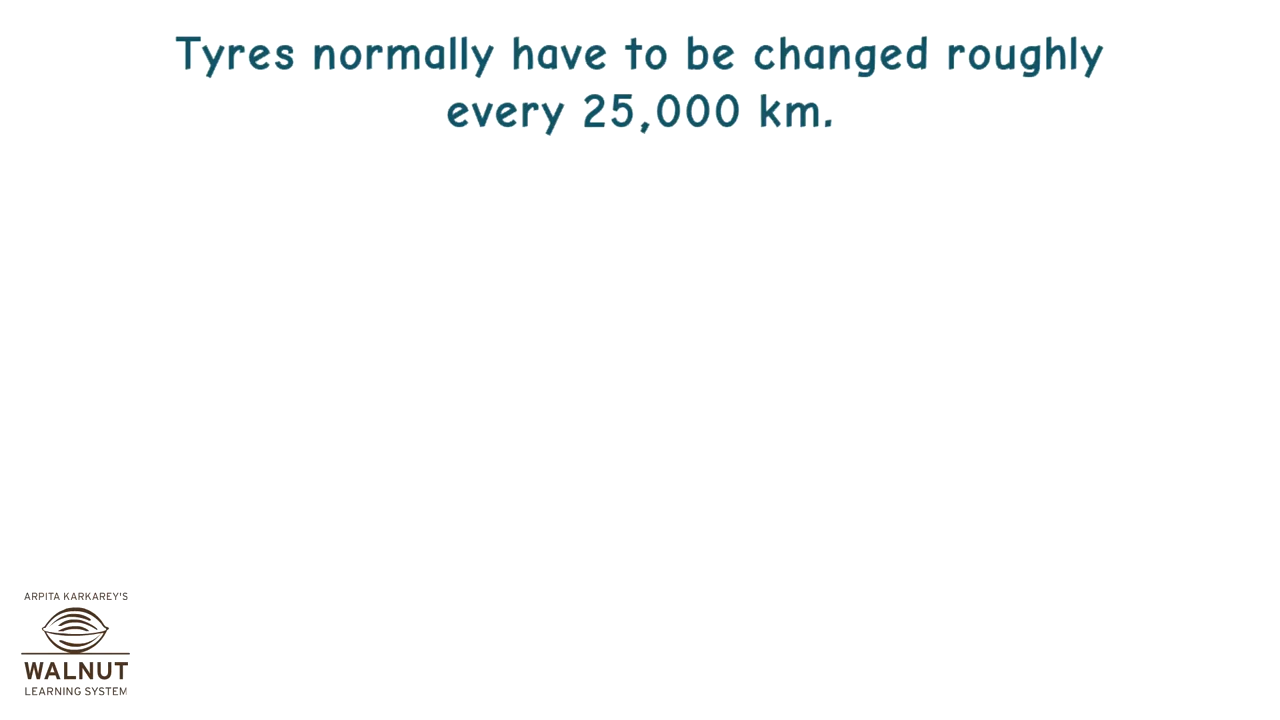 Tyres normally have to be changed roughly
every 25,000 km.
ARPITA KARKAREY'S
WALNUT
LEARNING SYSTEM